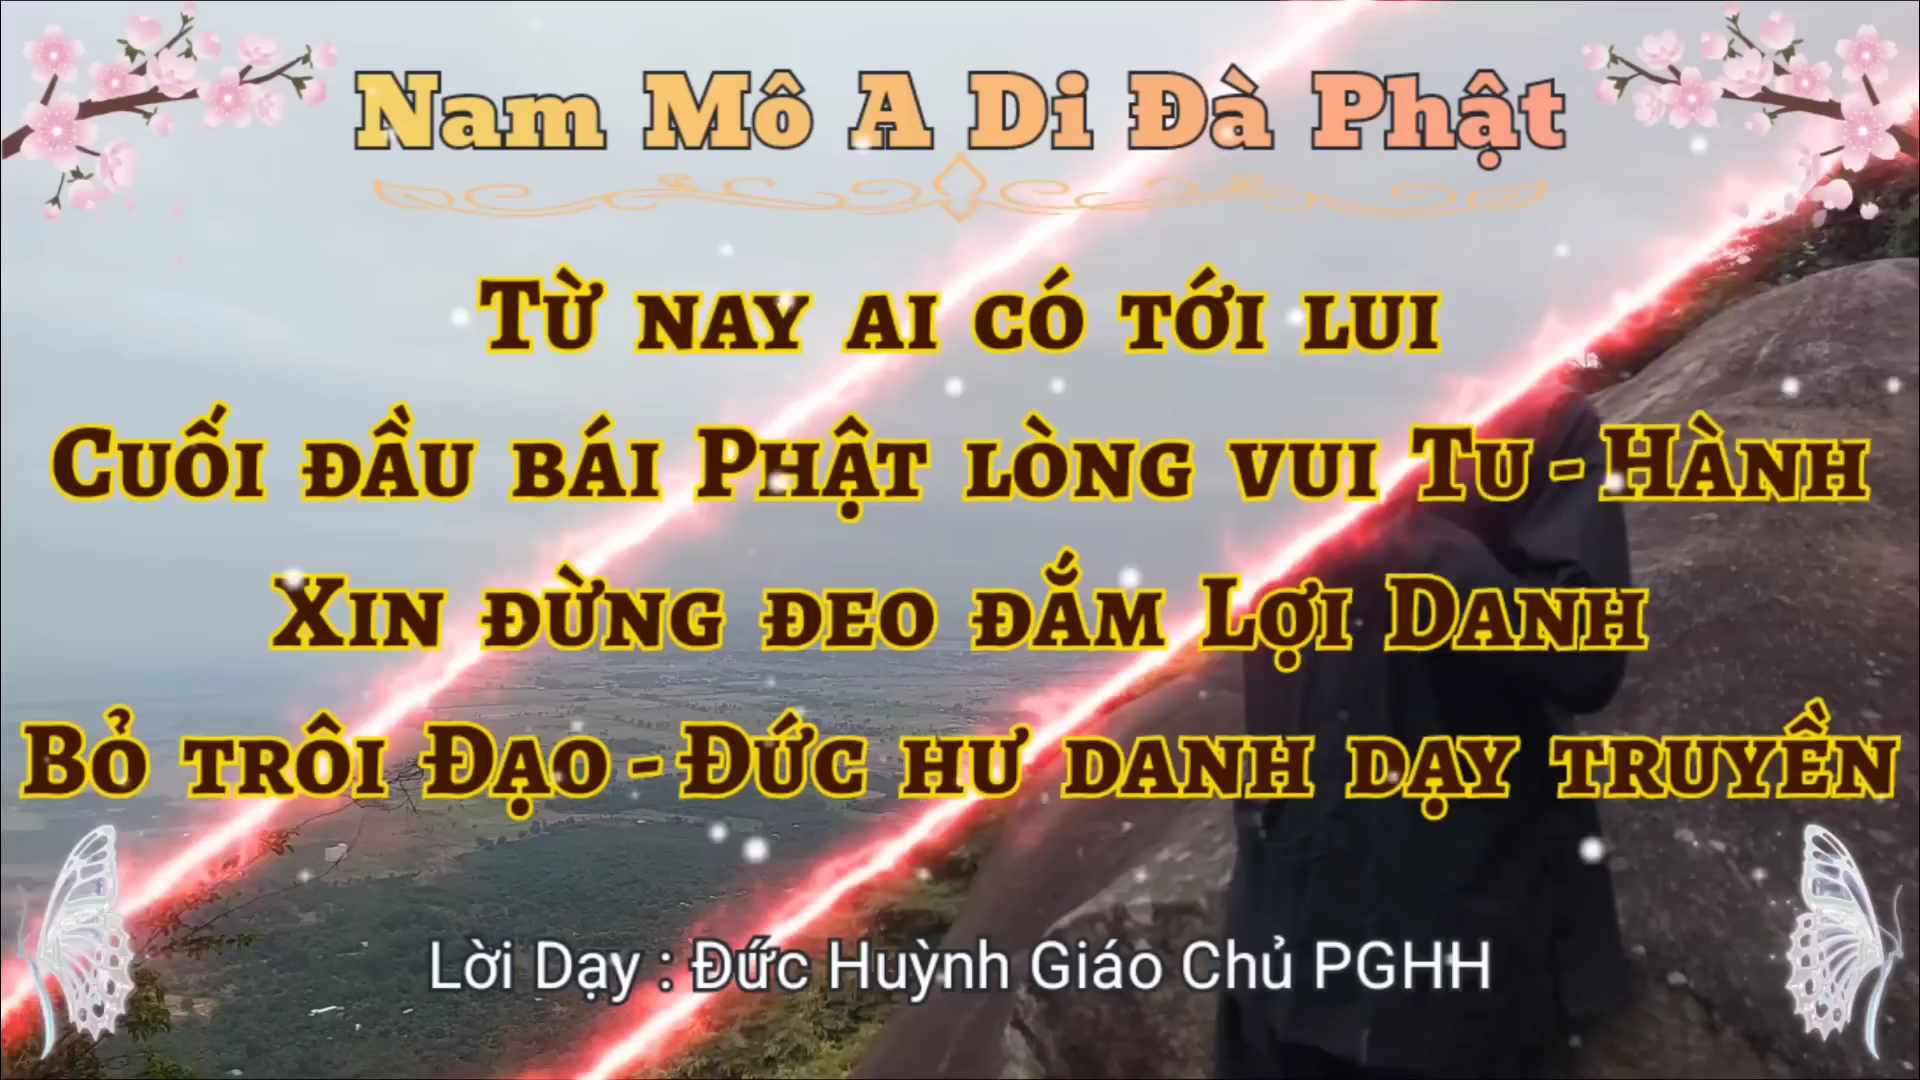 Nam Mô A Di Đà Phật
Từ nay ai có tới lui
Cuối đầu bái Phật lòng vui Tu - Hành
Xin đừng đeo đắm Lợi Danh
Bỏ trôi Đạo - Đức hư danh dạy truyền
Lời Dạy : Đức Huỳnh Giáo Chủ PGHH